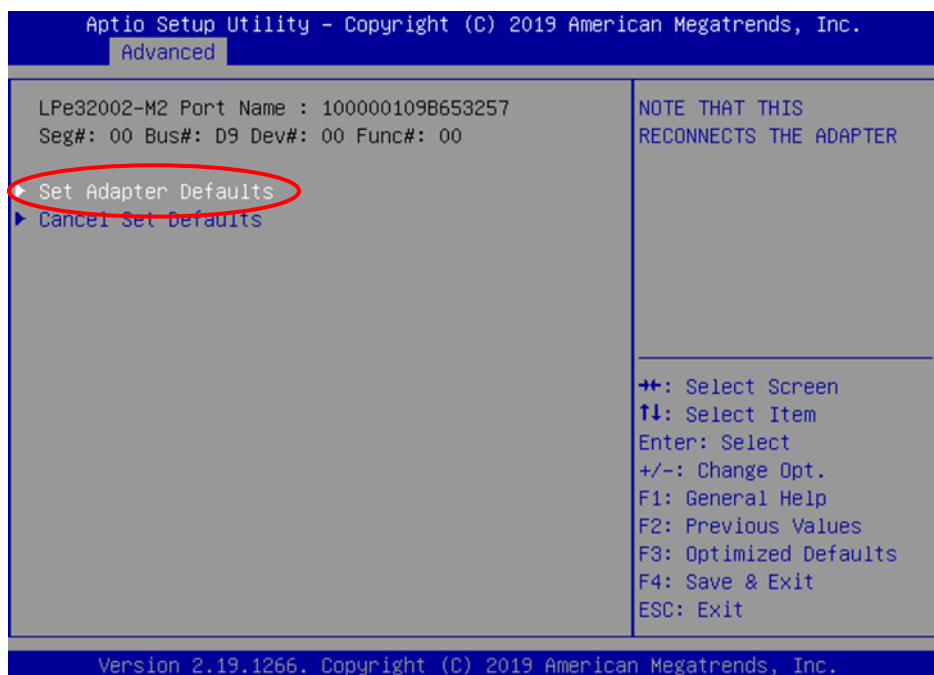 Aptio Setup Utility – Copyright (C) 2019 American Megatrends, Inc.
Advanced
LPe32002-M2 Port Name : 100000109B653257
Seg#: 00 Bus#: D9 Dev#: 00 Func#: 00
Set Adapter Defaults
Cancel Set Defaults
NOTE THAT THIS
RECONNECTS THE ADAPTER
→←: Select Screen
↑↓: Select Item
Enter: Select
+/-: Change Opt.
F1: General Help
F2: Previous Values
F3: Optimized Defaults
F4: Save & Exit
ESC: Exit
Version 2.19.1266. Copyright (C) 2019 American Megatrends, Inc.